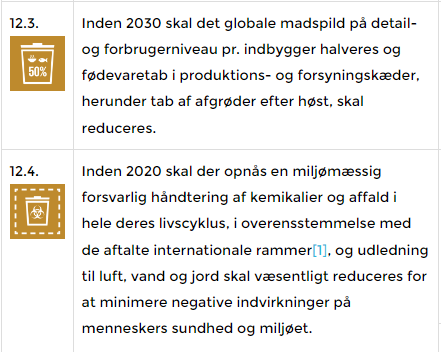 12.3.
50%
Inden 2030 skal det globale madspild på detail-
og forbrugerniveau pr. indbygger halveres og
fødevaretab i produktions- og forsyningskæder,
herunder tab af afgrøder efter høst, skal
reduceres.
12.4.
Inden 2020 skal der opnås en miljømæssig
forsvarlig håndtering af kemikalier og affald i
hele deres livscyklus, i overensstemmelse med
de aftalte internationale rammer[1], og udledning
til luft, vand og jord skal væsentligt reduceres for
at minimere negative indvirkninger på
menneskers sundhed og miljøet.